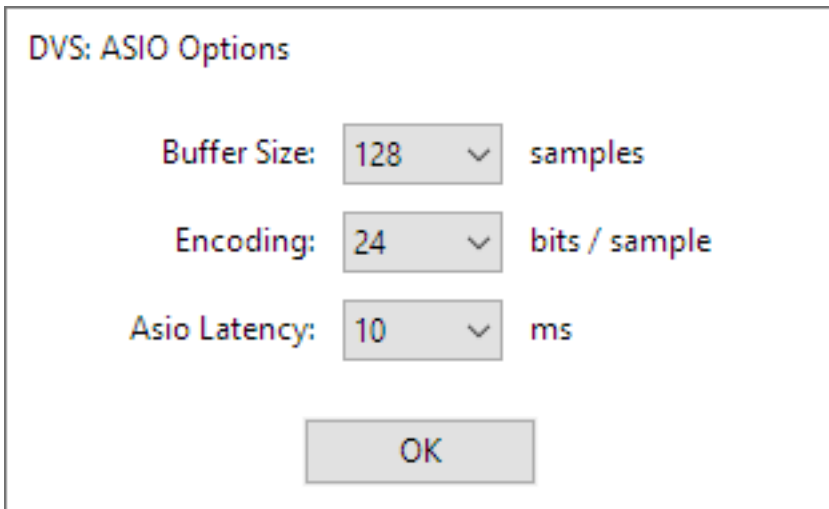 DVS: ASIO Options
Buffer Size: 128 samples
Encoding: 24 bits / sample
Asio Latency: 10 ms
OK